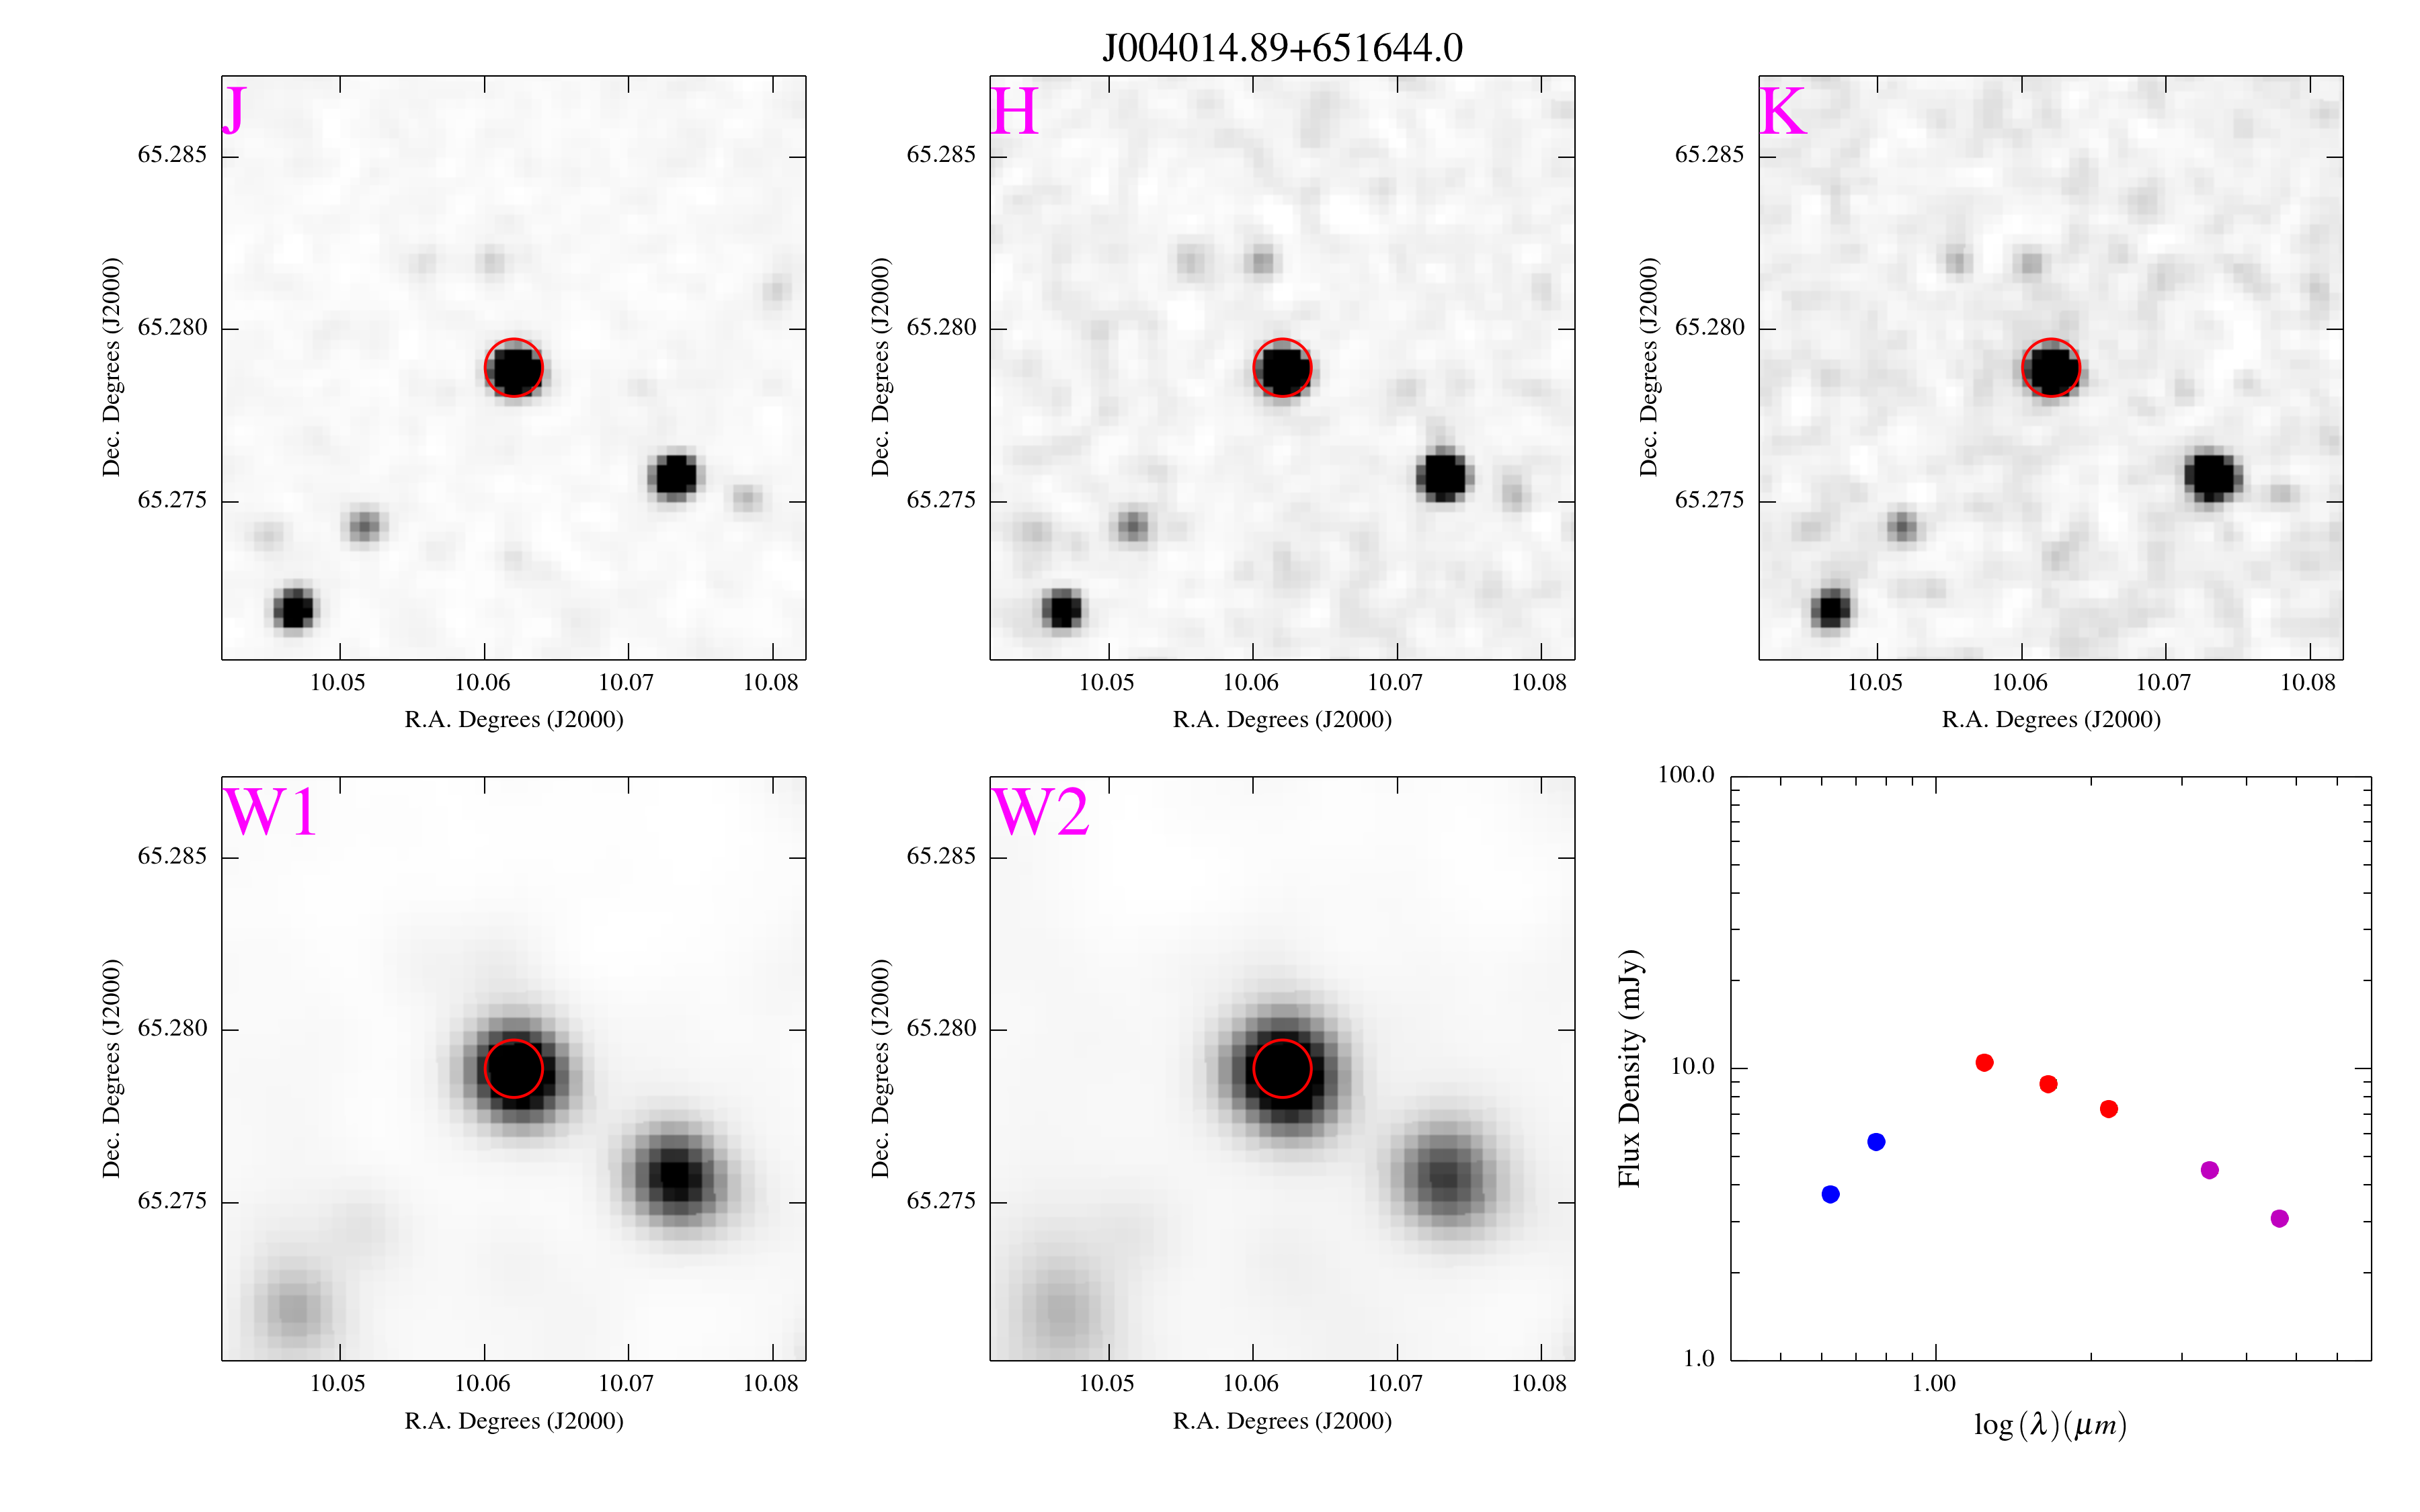 J004014.89+651644.0
J
65.285
65.280
65.275
Dec. Degrees (J2000)
10.05 10.06 10.07 10.08
R.A. Degrees (J2000)
H
65.285
65.280
65.275
Dec. Degrees (J2000)
10.05 10.06 10.07 10.08
R.A. Degrees (J2000)
K
65.285
65.280
65.275
Dec. Degrees (J2000)
10.05 10.06 10.07 10.08
R.A. Degrees (J2000)
W1
65.285
65.280
65.275
Dec. Degrees (J2000)
10.05 10.06 10.07 10.08
R.A. Degrees (J2000)
W2
65.285
65.280
65.275
Dec. Degrees (J2000)
10.05 10.06 10.07 10.08
R.A. Degrees (J2000)
100.0
10.0
1.0
Flux Density (mJy)
1.00
log(λ)(μm)